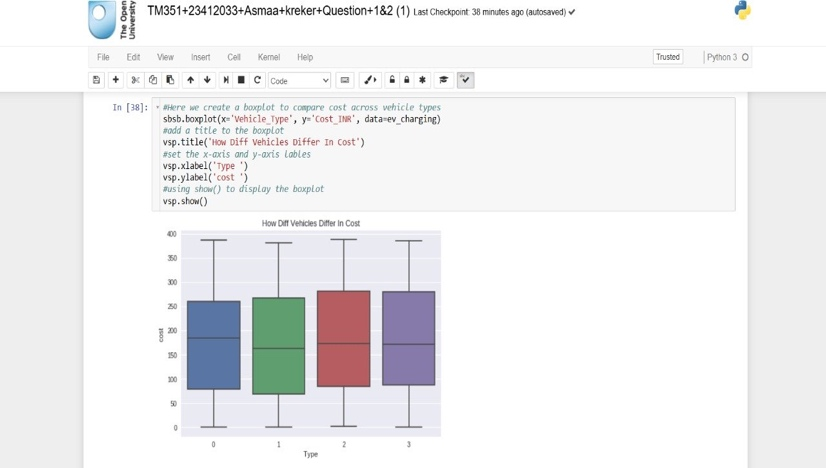 The Open
University
TM351+23412033+Asmaa+kreker+Question+1&2 (1) Last Checkpoint: 38 minutes ago (autosaved)
File Edit View Insert Cell Kernel Help Trusted Python 3
Code
In [38]: #Here we create a boxplot to compare cost across vehicle types
sbsb.boxplot(x='Vehicle_Type', y='Cost_INR', data=ev_charging)
#add a title to the boxplot
vsp.title('How Diff Vehicles Differ In Cost')
#set the x-axis and y-axis lables
vsp.xlabel('Type ')
vsp.ylabel('cost ')
#using show() to display the boxplot
vsp.show()
How Diff Vehicles Differ In Cost
400
350
300
250
200
150
100
50
0
cost
0 1 2 3
Type